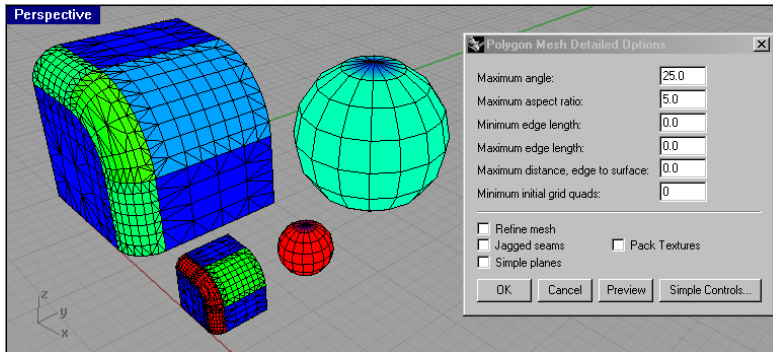 Perspective
Polygon Mesh Detailed Options
Maximum angle: 25.0
Maximum aspect ratio: 5.0
Minimum edge length: 0.0
Maximum edge length: 0.0
Maximum distance, edge to surface: 0.0
Minimum initial grid quads: 0
Refine mesh
Jagged seams Pack Textures
Simple planes
OK Cancel Preview Simple Controls...
z
y
x